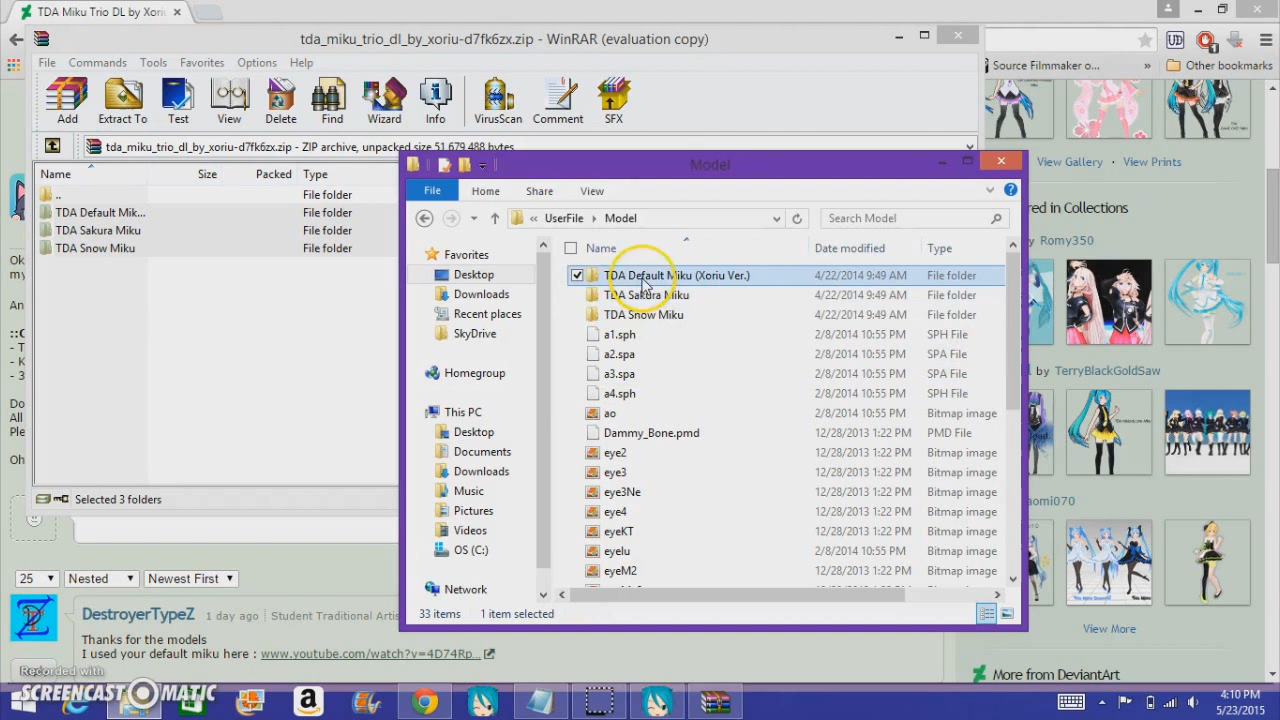 TDA Miku Trio DL by Xoriu
tda_miku_trio_dl_by_xoriu-d7fk6zx.zip - WinRAR (evaluation copy)
File Commands Tools Favorites Options Help
Add Extract To Test View Delete Find Wizard Info VirusScan Comment SFX
tda_miku_trio_dl_by_xoriu-d7fk6zx.zip - ZIP archive, unpacked size 51,679,488 bytes
Name Size Packed Type
.. File folder
TDA Default Mik... File folder
TDA Sakura Miku File folder
TDA Snow Miku File folder
Selected 3 folders
Model
File Home Share View
UserFile Model
Search Model
Name Date modified Type
TDA Default Miku (Xoriu Ver.) 4/22/2014 9:49 AM File folder
TDA Sakura Miku 4/22/2014 9:49 AM File folder
TDA Snow Miku 4/22/2014 9:49 AM File folder
a1.sph 2/8/2014 10:55 PM SPH File
a2.spa 2/8/2014 10:55 PM SPA File
a3.spa 2/8/2014 10:55 PM SPA File
a4.sph 2/8/2014 10:55 PM SPH File
ao 2/8/2014 10:55 PM Bitmap image
Dammy_Bone.pmd 12/28/2013 1:22 PM PMD File
eye2 12/28/2013 1:22 PM Bitmap image
eye3 12/28/2013 1:22 PM Bitmap image
eye3Ne 12/28/2013 1:22 PM Bitmap image
eye4 12/28/2013 1:22 PM Bitmap image
eyeKT 12/28/2013 1:22 PM Bitmap image
eyelu 2/8/2014 10:55 PM Bitmap image
eyeM2 12/28/2013 1:22 PM Bitmap image
Favorites
Desktop
Downloads
Recent places
SkyDrive
Homegroup
This PC
Desktop
Documents
Downloads
Music
Pictures
Videos
OS (C:)
Network
33 items 1 item selected
Source Filmmaker o » Other bookmarks
View Gallery View Prints
red in Collections
by Romy350
by TerryBlackGoldSaw
aomi070
View More
More from DeviantArt
25 Nested Newest First
DestroyerTypeZ 1 day ago Student Traditional Artis
Thanks for the models
I used your default miku here : www.youtube.com/watch?v=4D74Rp...
Recorded with
SCREENCAST-O-MATIC
4:10 PM
5/23/2015